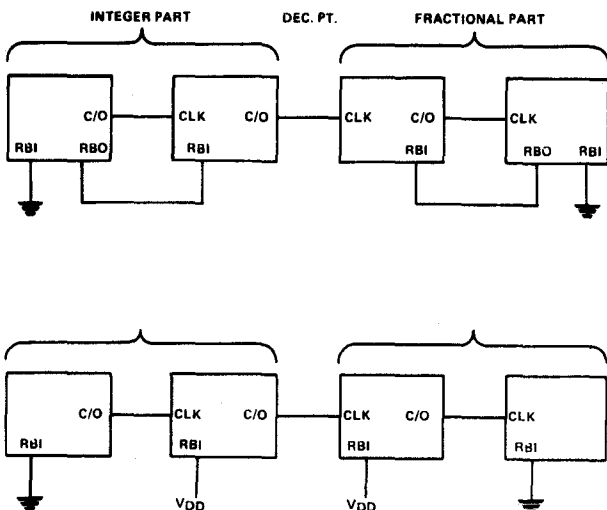 INTEGER PART DEC. PT. FRACTIONAL PART
C/O CLK C/O CLK C/O CLK
RBI RBO RBI RBI RBO RBI
C/O CLK C/O CLK C/O CLK
RBI RBI RBI RBI
VDD VDD